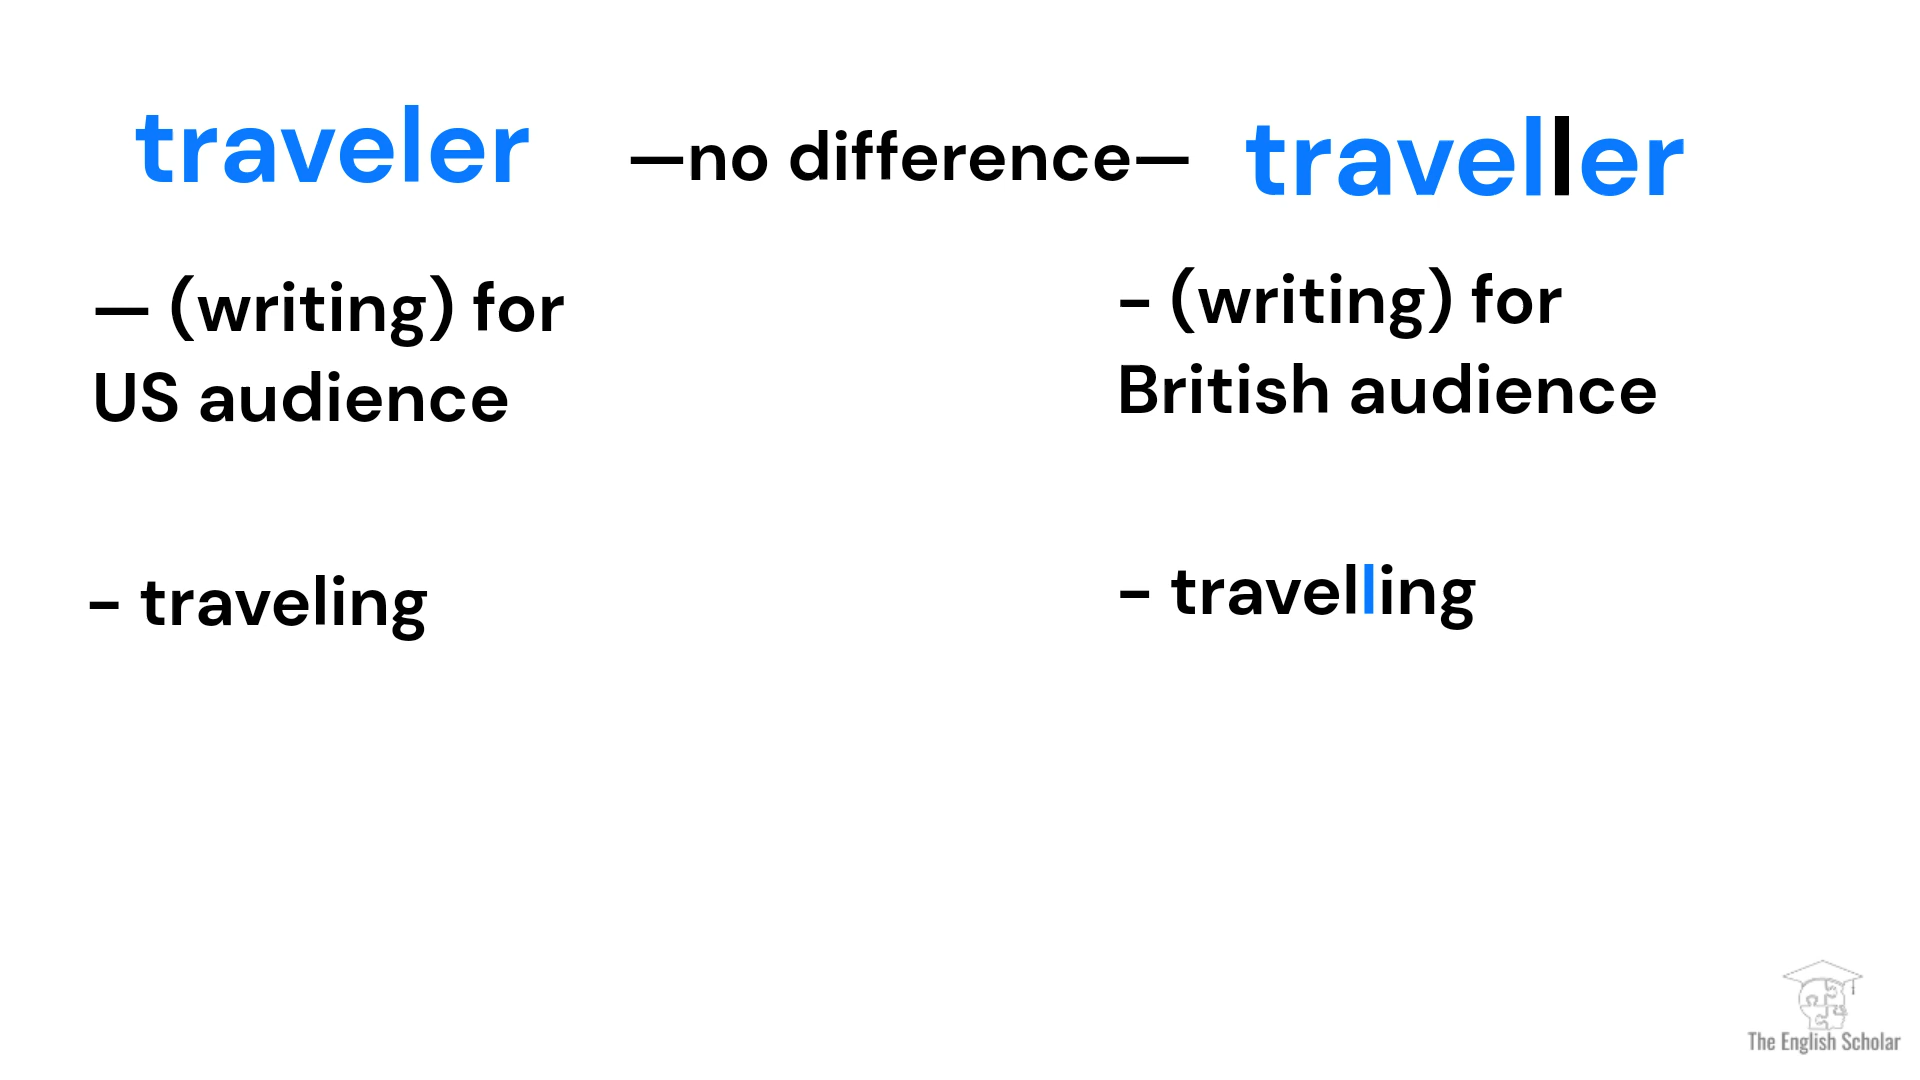 traveler —no difference— traveller
— (writing) for
US audience
- (writing) for
British audience
- traveling
- travelling
The English Scholar